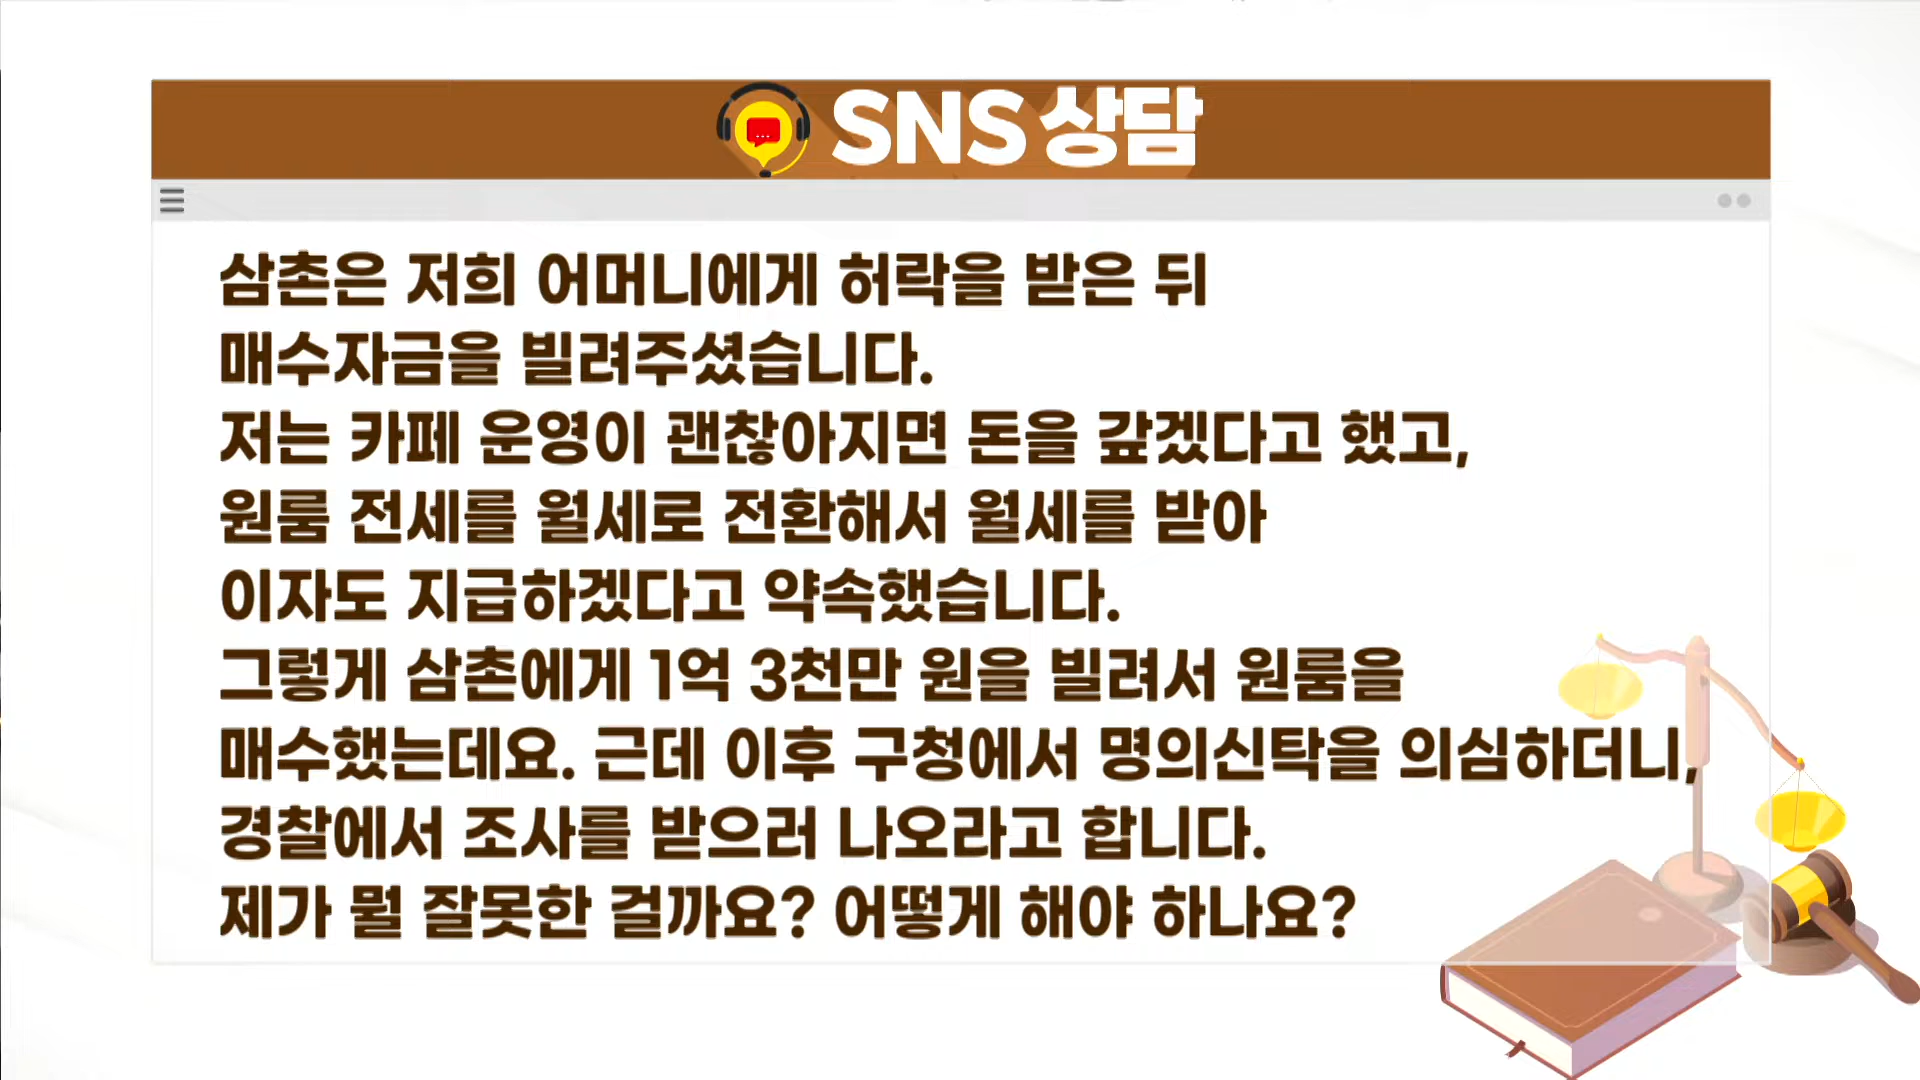 SNS상담
삼촌은 저희 어머니에게 허락을 받은 뒤
매수자금을 빌려주셨습니다.
저는 카페 운영이 괜찮아지면 돈을 갚겠다고 했고,
원룸 전세를 월세로 전환해서 월세를 받아
이자도 지급하겠다고 약속했습니다.
그렇게 삼촌에게 1억 3천만 원을 빌려서 원룸을
매수했는데요. 근데 이후 구청에서 명의신탁을 의심하더니,
경찰에서 조사를 받으러 나오라고 합니다.
제가 뭘 잘못한 걸까요? 어떻게 해야 하나요?